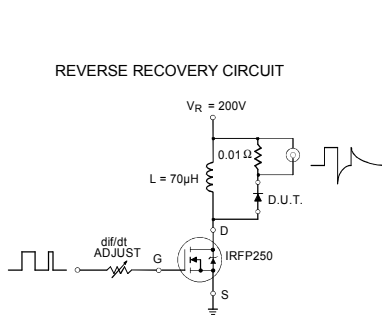 REVERSE RECOVERY CIRCUIT
VR = 200V
0.01 Ω
L = 70μH
D.U.T.
D
dif/dt
ADJUST
G
IRFP250
S